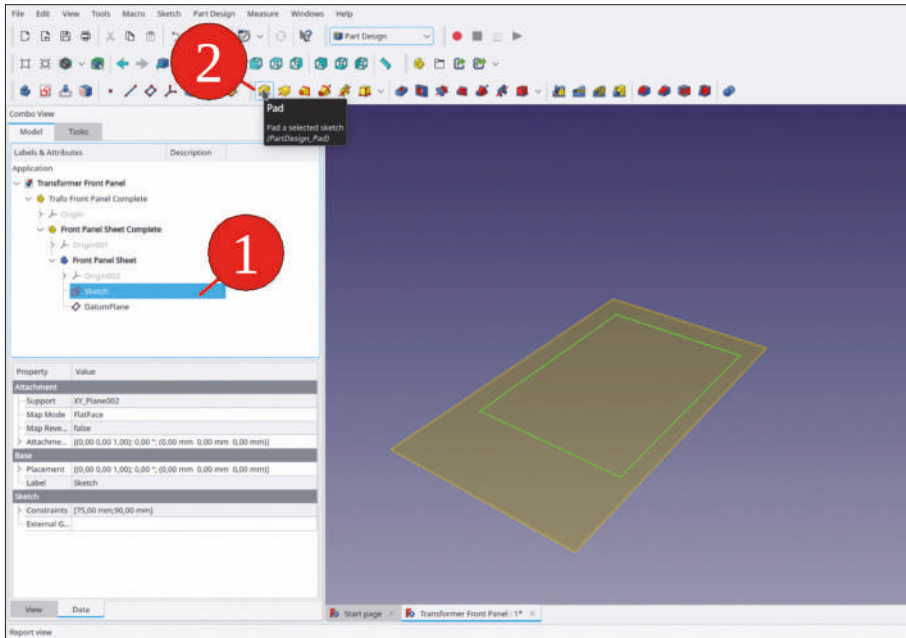 File Edit View Tools Macro Sketch Part Design Measure Windows Help
Part Design
2
Pad
Pad a selected sketch
(PartDesign_Pad)
Combo View
Model Tasks
Labels & Attributes Description
Application
Transformer Front Panel
Trafo Front Panel Complete
Origin
Front Panel Sheet Complete
Origin001
Front Panel Sheet
1
Origin002
Sketch
DatumPlane
Property Value
Attachment
Support XY_Plane002
Map Mode FlatFace
Map Reve... false
Attachme... [(0,00 0,00 1,00); 0,00 °; (0,00 mm 0,00 mm 0,00 mm)]
Base
Placement [(0,00 0,00 1,00); 0,00 °; (0,00 mm 0,00 mm 0,00 mm)]
Label Sketch
Sketch
Constraints [75,00 mm;90,00 mm]
External G...
View Data
Start page Transformer Front Panel : 1*
Report view